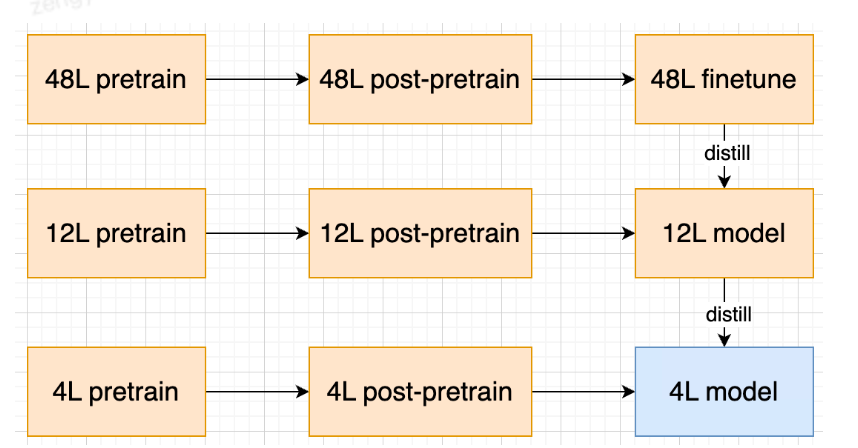 48L pretrain
48L post-pretrain
48L finetune
distill
12L pretrain
12L post-pretrain
12L model
distill
4L pretrain
4L post-pretrain
4L model